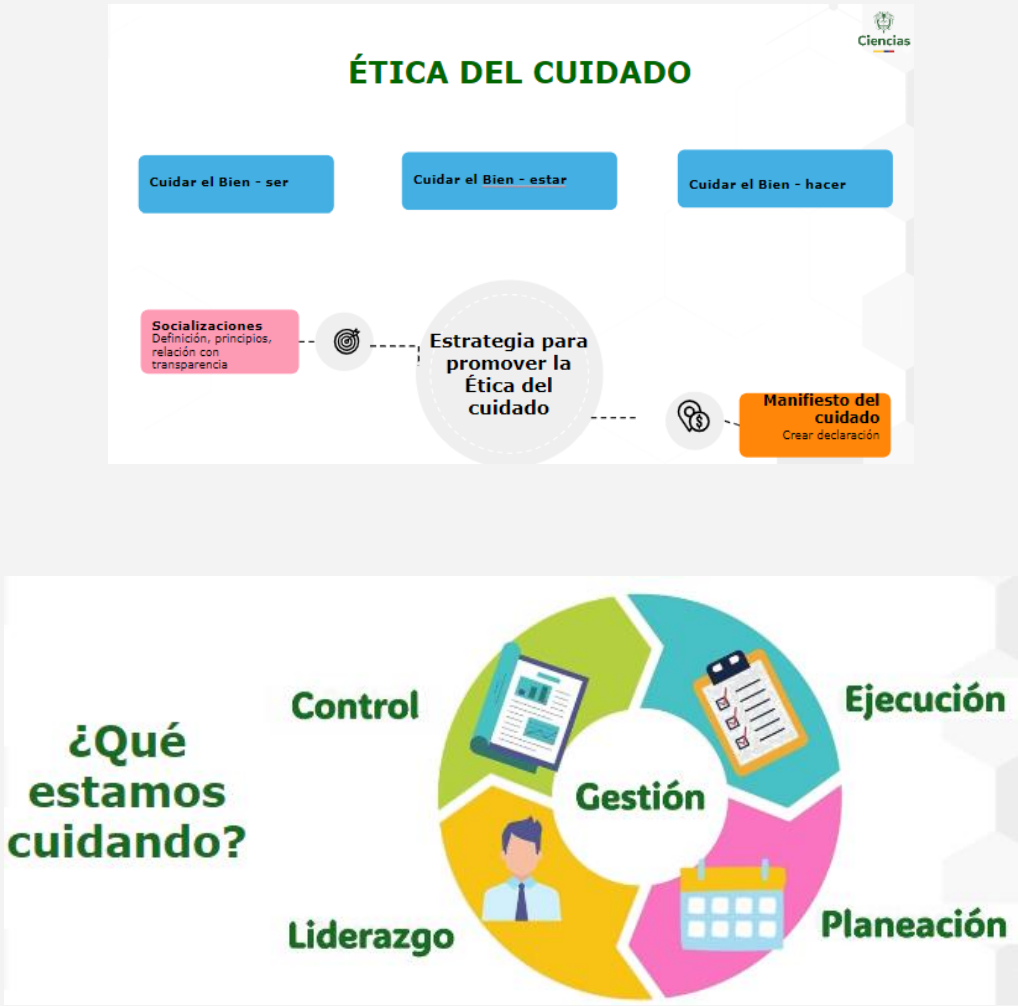 Ciencias
ÉTICA DEL CUIDADO
Cuidar el Bien - ser
Cuidar el Bien - estar
Cuidar el Bien - hacer
Socializaciones
Definición, principios,
relación con
transparencia
Estrategia para
promover la
Ética del
cuidado
Manifiesto del
cuidado
Crear declaración
¿Qué
estamos
cuidando?
Control
Ejecución
Gestión
Liderazgo
Planeación